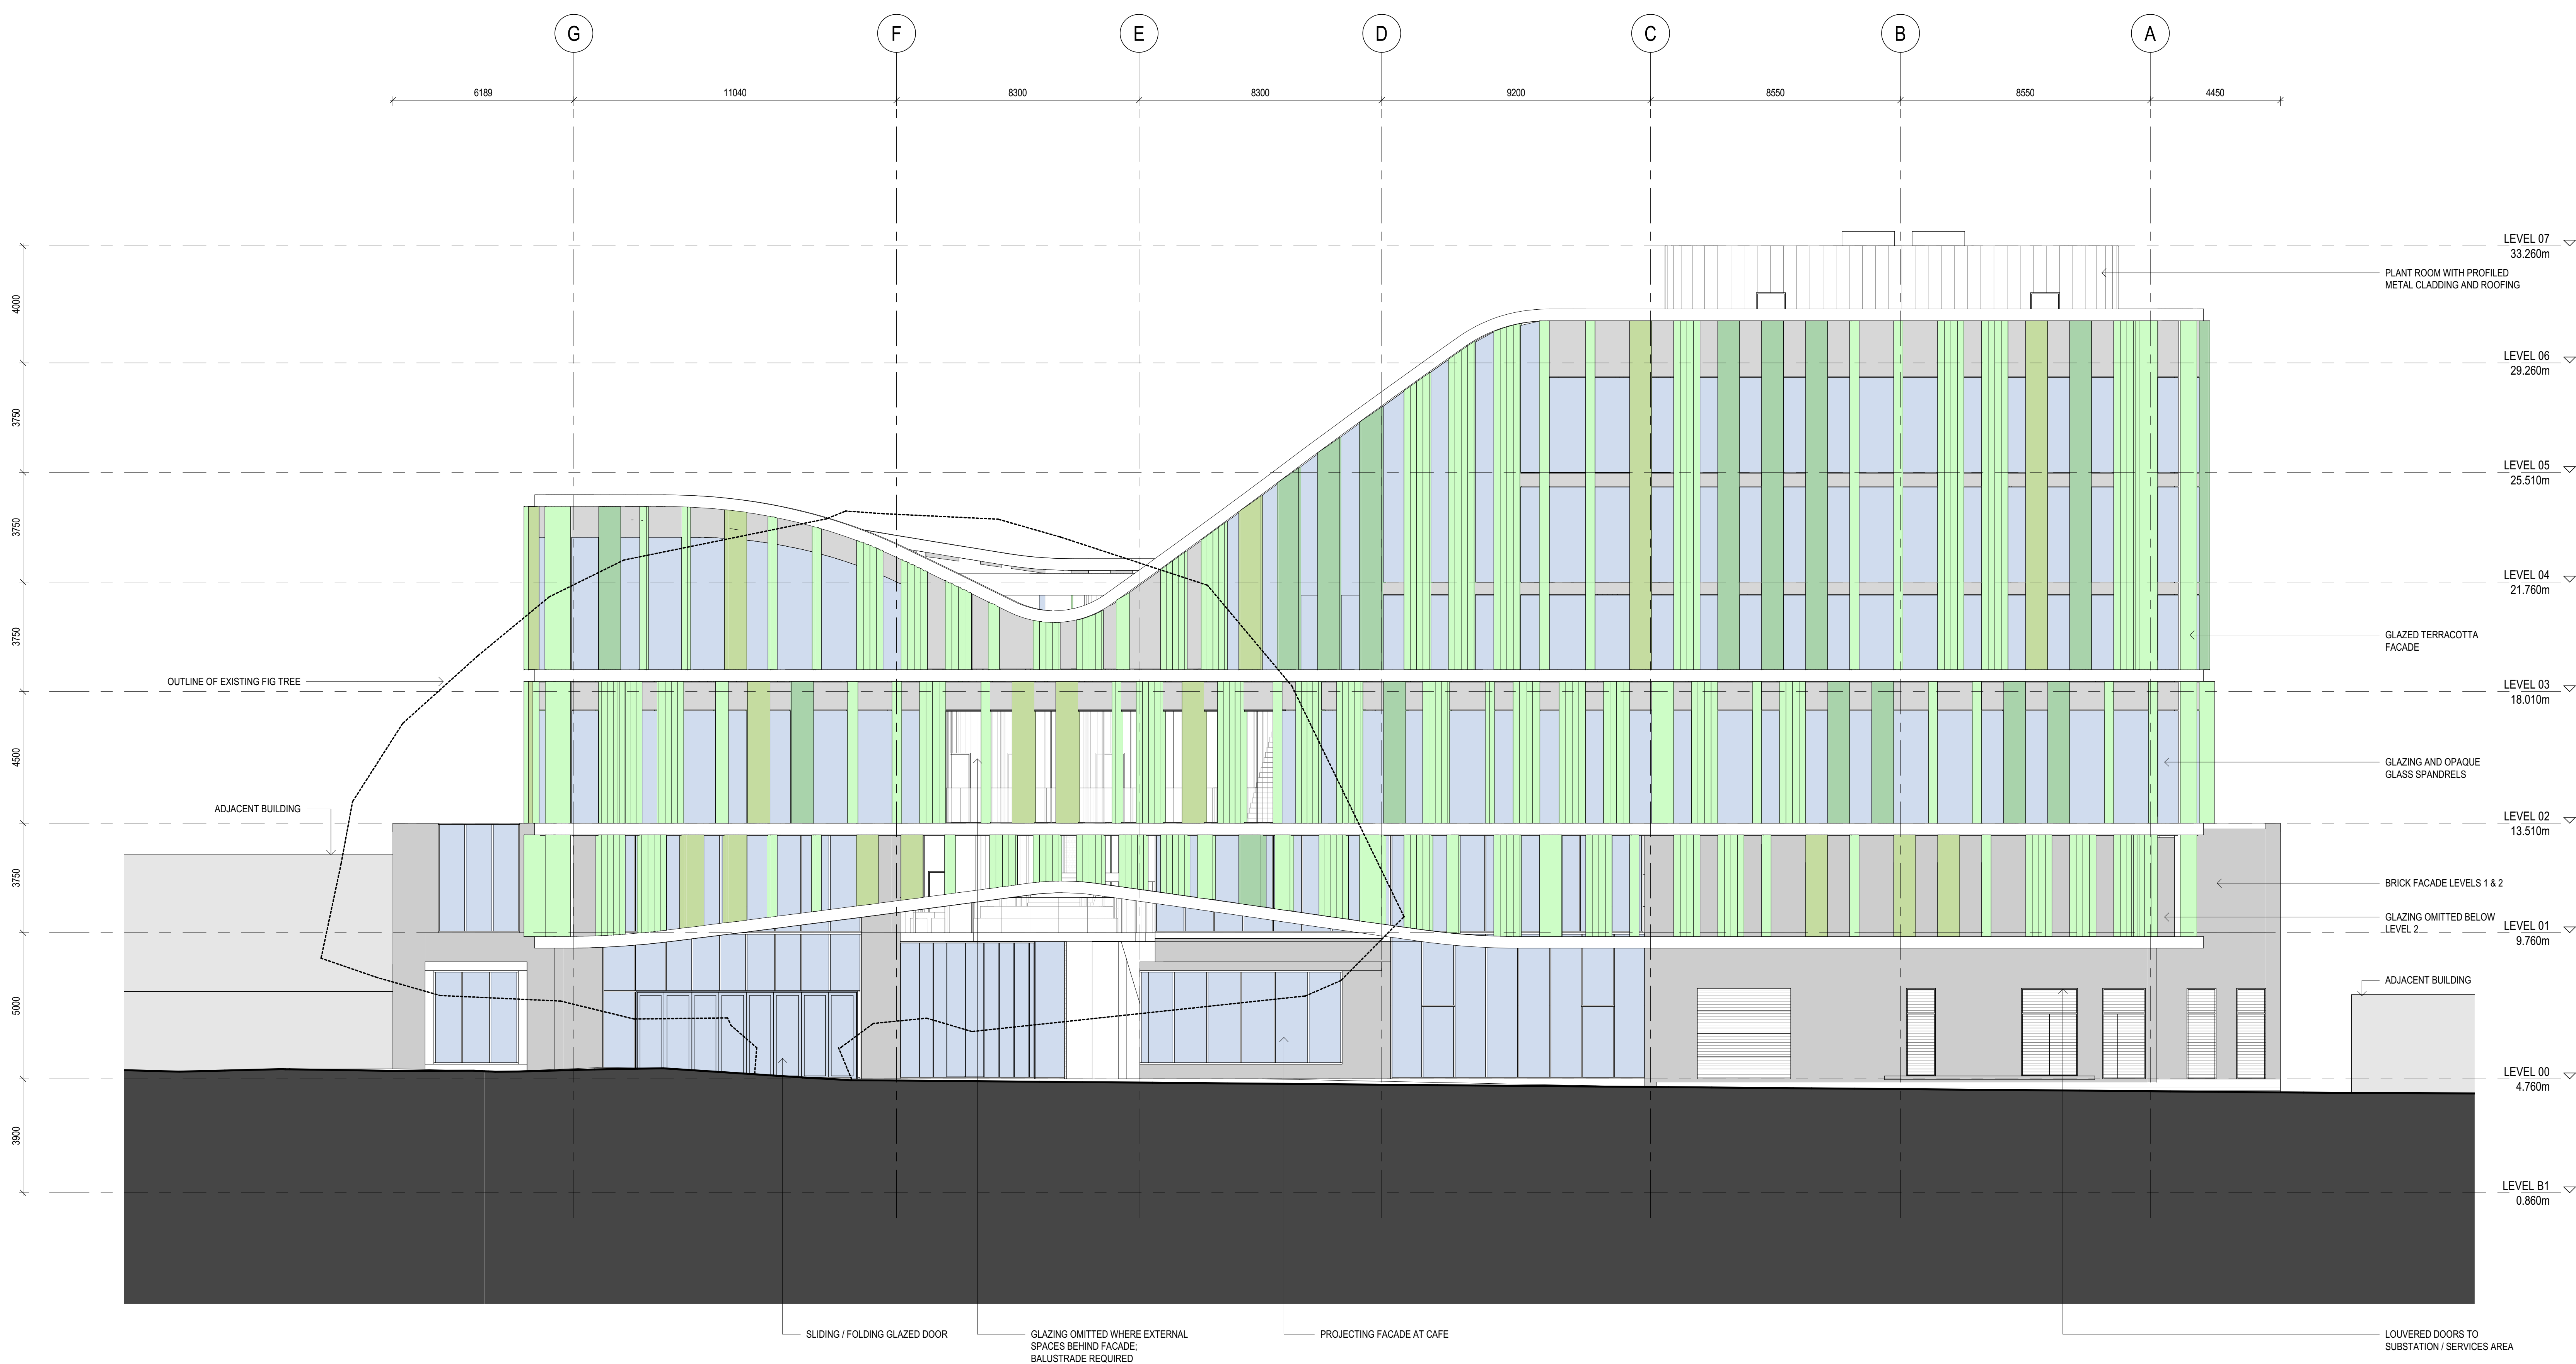 G
F
E
D
C
B
A
6189
11040
8300
8300
9200
8550
8550
4450
LEVEL 07
33.260m
PLANT ROOM WITH PROFILED
METAL CLADDING AND ROOFING
4000
LEVEL 06
29.260m
3750
LEVEL 05
25.510m
3750
LEVEL 04
21.760m
3750
GLAZED TERRACOTTA
FACADE
OUTLINE OF EXISTING FIG TREE
LEVEL 03
18.010m
4500
GLAZING AND OPAQUE
GLASS SPANDRELS
ADJACENT BUILDING
LEVEL 02
13.510m
3750
BRICK FACADE LEVELS 1 & 2
GLAZING OMITTED BELOW
LEVEL 2
LEVEL 01
9.760m
ADJACENT BUILDING
5000
LEVEL 00
4.760m
3900
LEVEL B1
0.860m
SLIDING / FOLDING GLAZED DOOR
GLAZING OMITTED WHERE EXTERNAL
SPACES BEHIND FACADE;
BALUSTRADE REQUIRED
PROJECTING FACADE AT CAFE
LOUVERED DOORS TO
SUBSTATION / SERVICES AREA